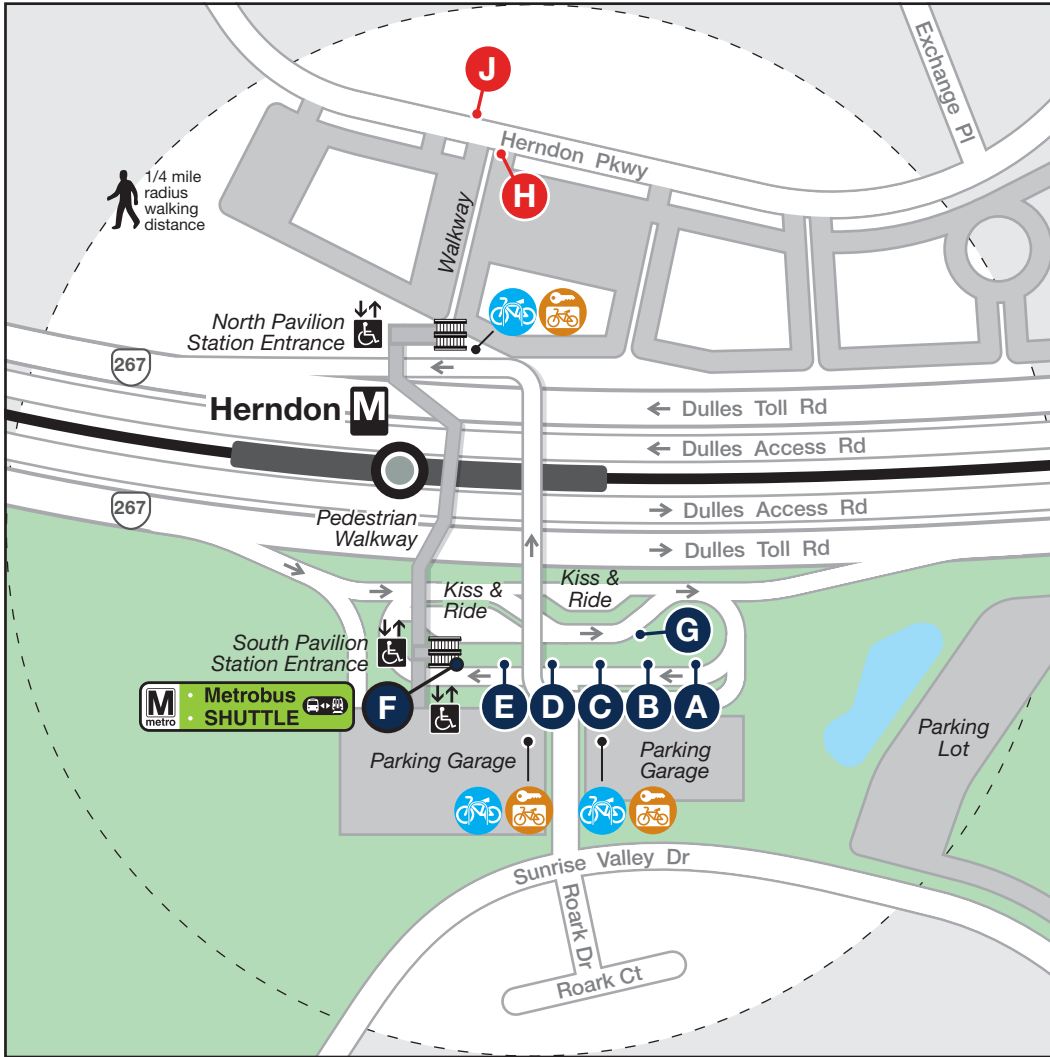 J
Exchange Pl
Herndon Pkwy
H
1/4 mile
radius
walking
distance
Walkway
North Pavilion
Station Entrance
267
Herndon M
← Dulles Toll Rd
← Dulles Access Rd
267
Pedestrian
Walkway
→ Dulles Access Rd
→ Dulles Toll Rd
Kiss &
Ride
Kiss &
Ride
G
South Pavilion
Station Entrance
M
metro
· Metrobus
· SHUTTLE
F
E
D
C
B
A
Parking Garage
Parking
Garage
Parking
Lot
Sunrise Valley Dr
Roark Dr
Roark Ct